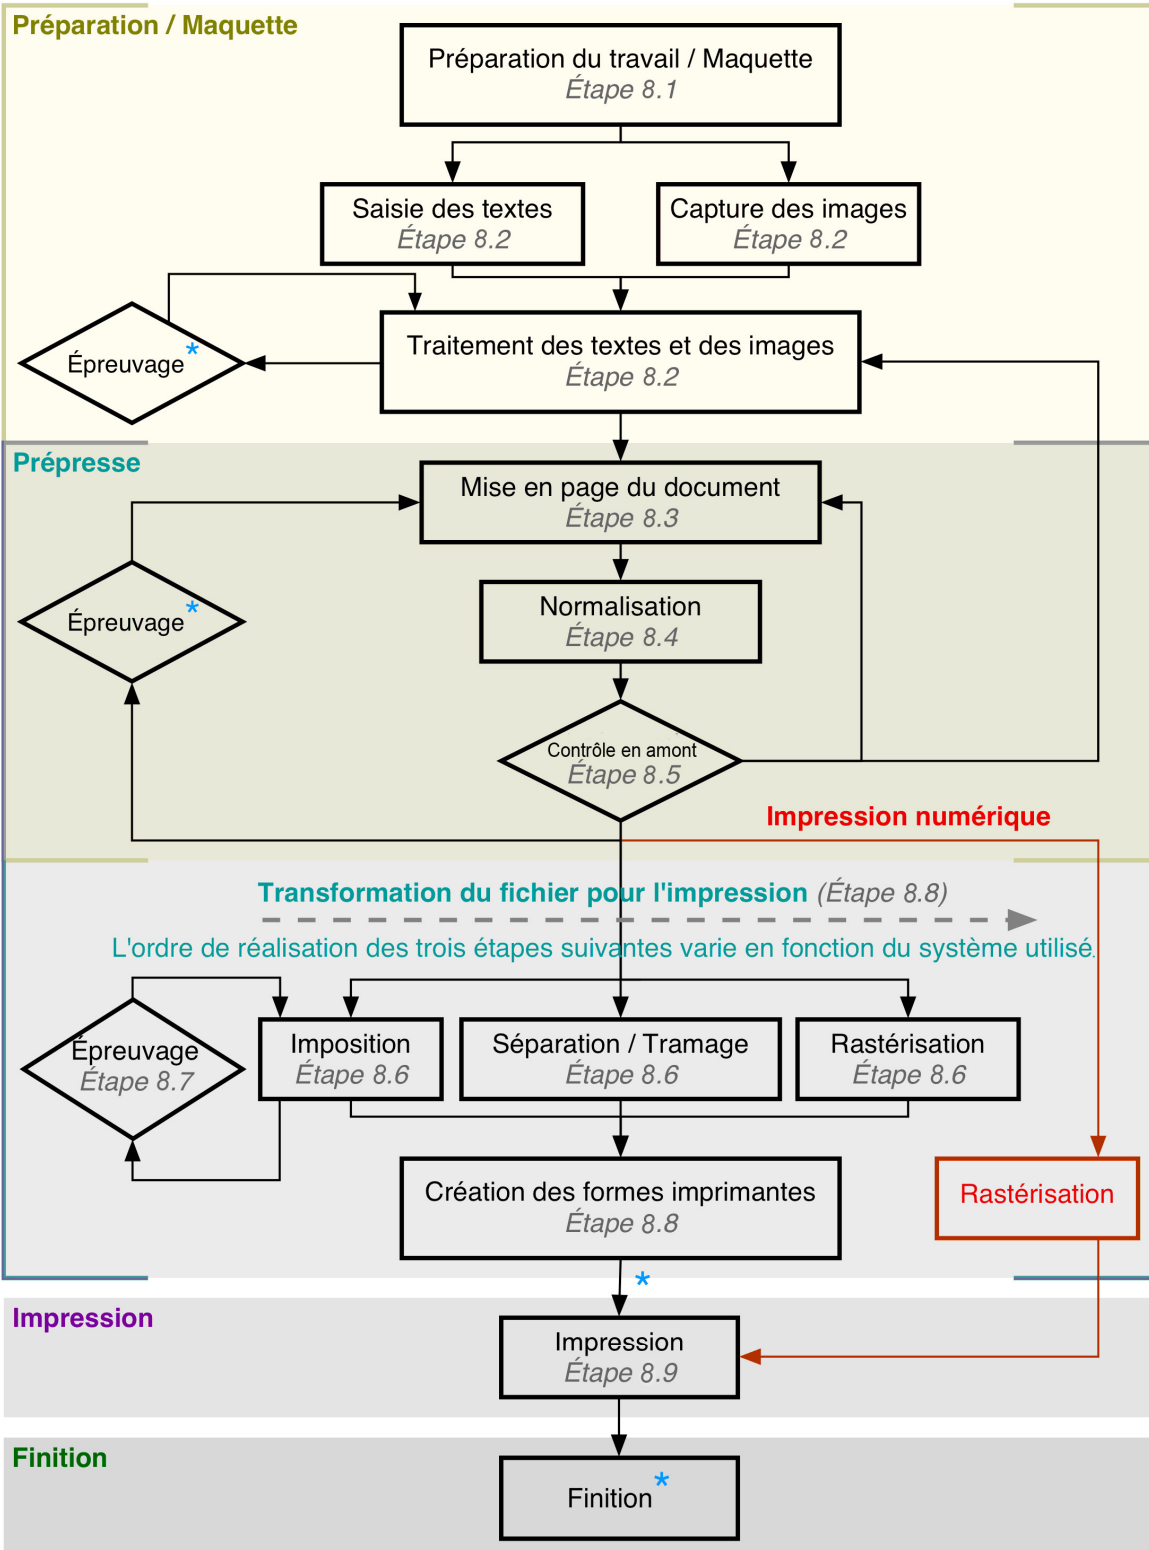 Préparation / Maquette
Préparation du travail / Maquette
Étape 8.1
Saisie des textes
Étape 8.2
Capture des images
Étape 8.2
Épreuvage*
Traitement des textes et des images
Étape 8.2
Prépresse
Mise en page du document
Étape 8.3
Épreuvage*
Normalisation
Étape 8.4
Contrôle en amont
Étape 8.5
Impression numérique
Transformation du fichier pour l'impression (Étape 8.8)
L'ordre de réalisation des trois étapes suivantes varie en fonction du système utilisé.
Épreuvage
Étape 8.7
Imposition
Étape 8.6
Séparation / Tramage
Étape 8.6
Rastérisation
Étape 8.6
Création des formes imprimantes
Étape 8.8
Rastérisation
*
Impression
Impression
Étape 8.9
Finition
Finition*